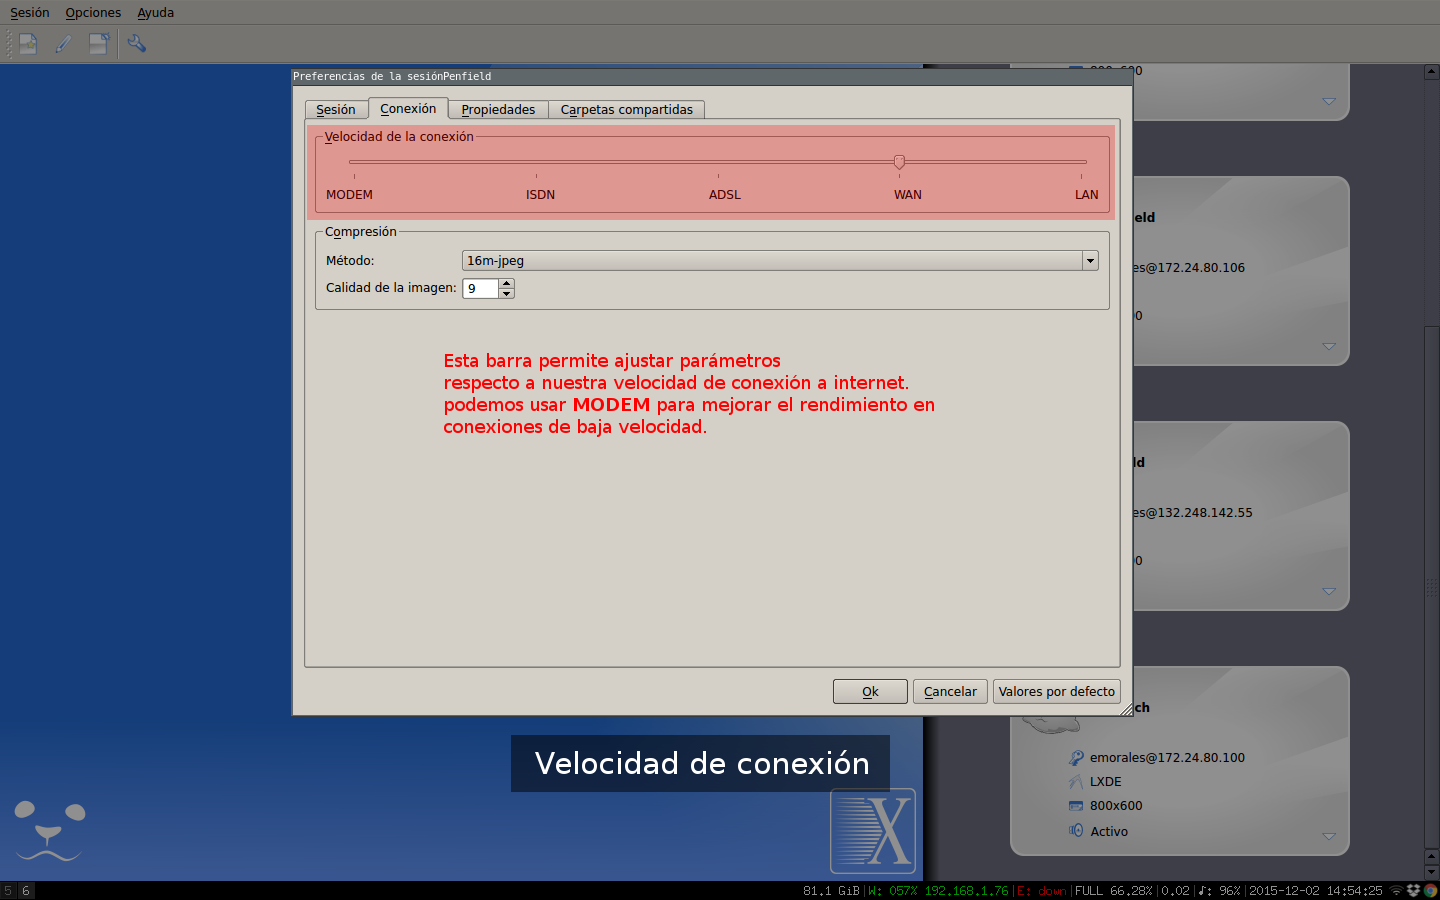 Sesión Opciones Ayuda
Preferencias de la sesiónPenfield
Sesión Conexión Propiedades Carpetas compartidas
Velocidad de la conexión
MODEM ISDN ADSL WAN LAN
Compresión
Método: 16m-jpeg
Calidad de la imagen: 9
Esta barra permite ajustar parámetros
respecto a nuestra velocidad de conexión a internet.
podemos usar MODEM para mejorar el rendimiento en
conexiones de baja velocidad.
Ok Cancelar Valores por defecto
Velocidad de conexión
eld
es@172.24.80.106
0
ld
es@132.248.142.55
0
ch
emorales@172.24.80.100
LXDE
800x600
Activo
X
5 6 81.1 GiB|W: 057% 192.168.1.76|E: down|FULL 66.28%|0.02|♪: 96%|2015-12-02 14:54:25